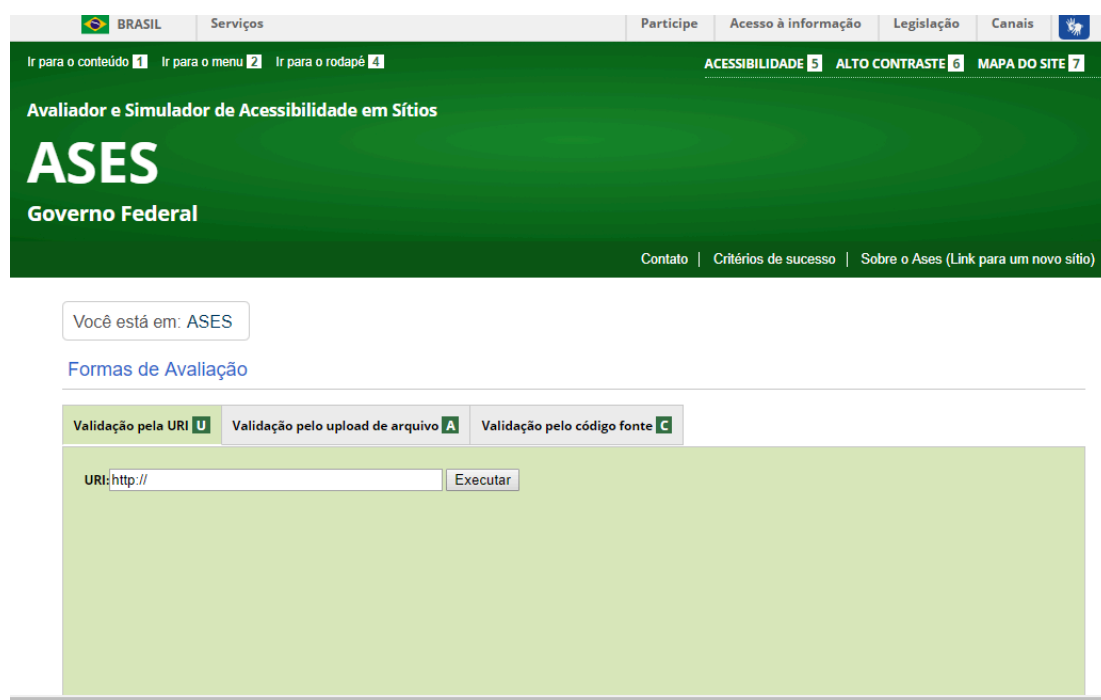 BRASIL Serviços Participe Acesso à informação Legislação Canais
Ir para o conteúdo 1 Ir para o menu 2 Ir para o rodapé 4 ACESSIBILIDADE 5 ALTO CONTRASTE 6 MAPA DO SITE 7
Avaliador e Simulador de Acessibilidade em Sítios
ASES
Governo Federal
Contato | Critérios de sucesso | Sobre o Ases (Link para um novo sítio)
Você está em: ASES
Formas de Avaliação
Validação pela URI U Validação pelo upload de arquivo A Validação pelo código fonte C
URI: http:// Executar